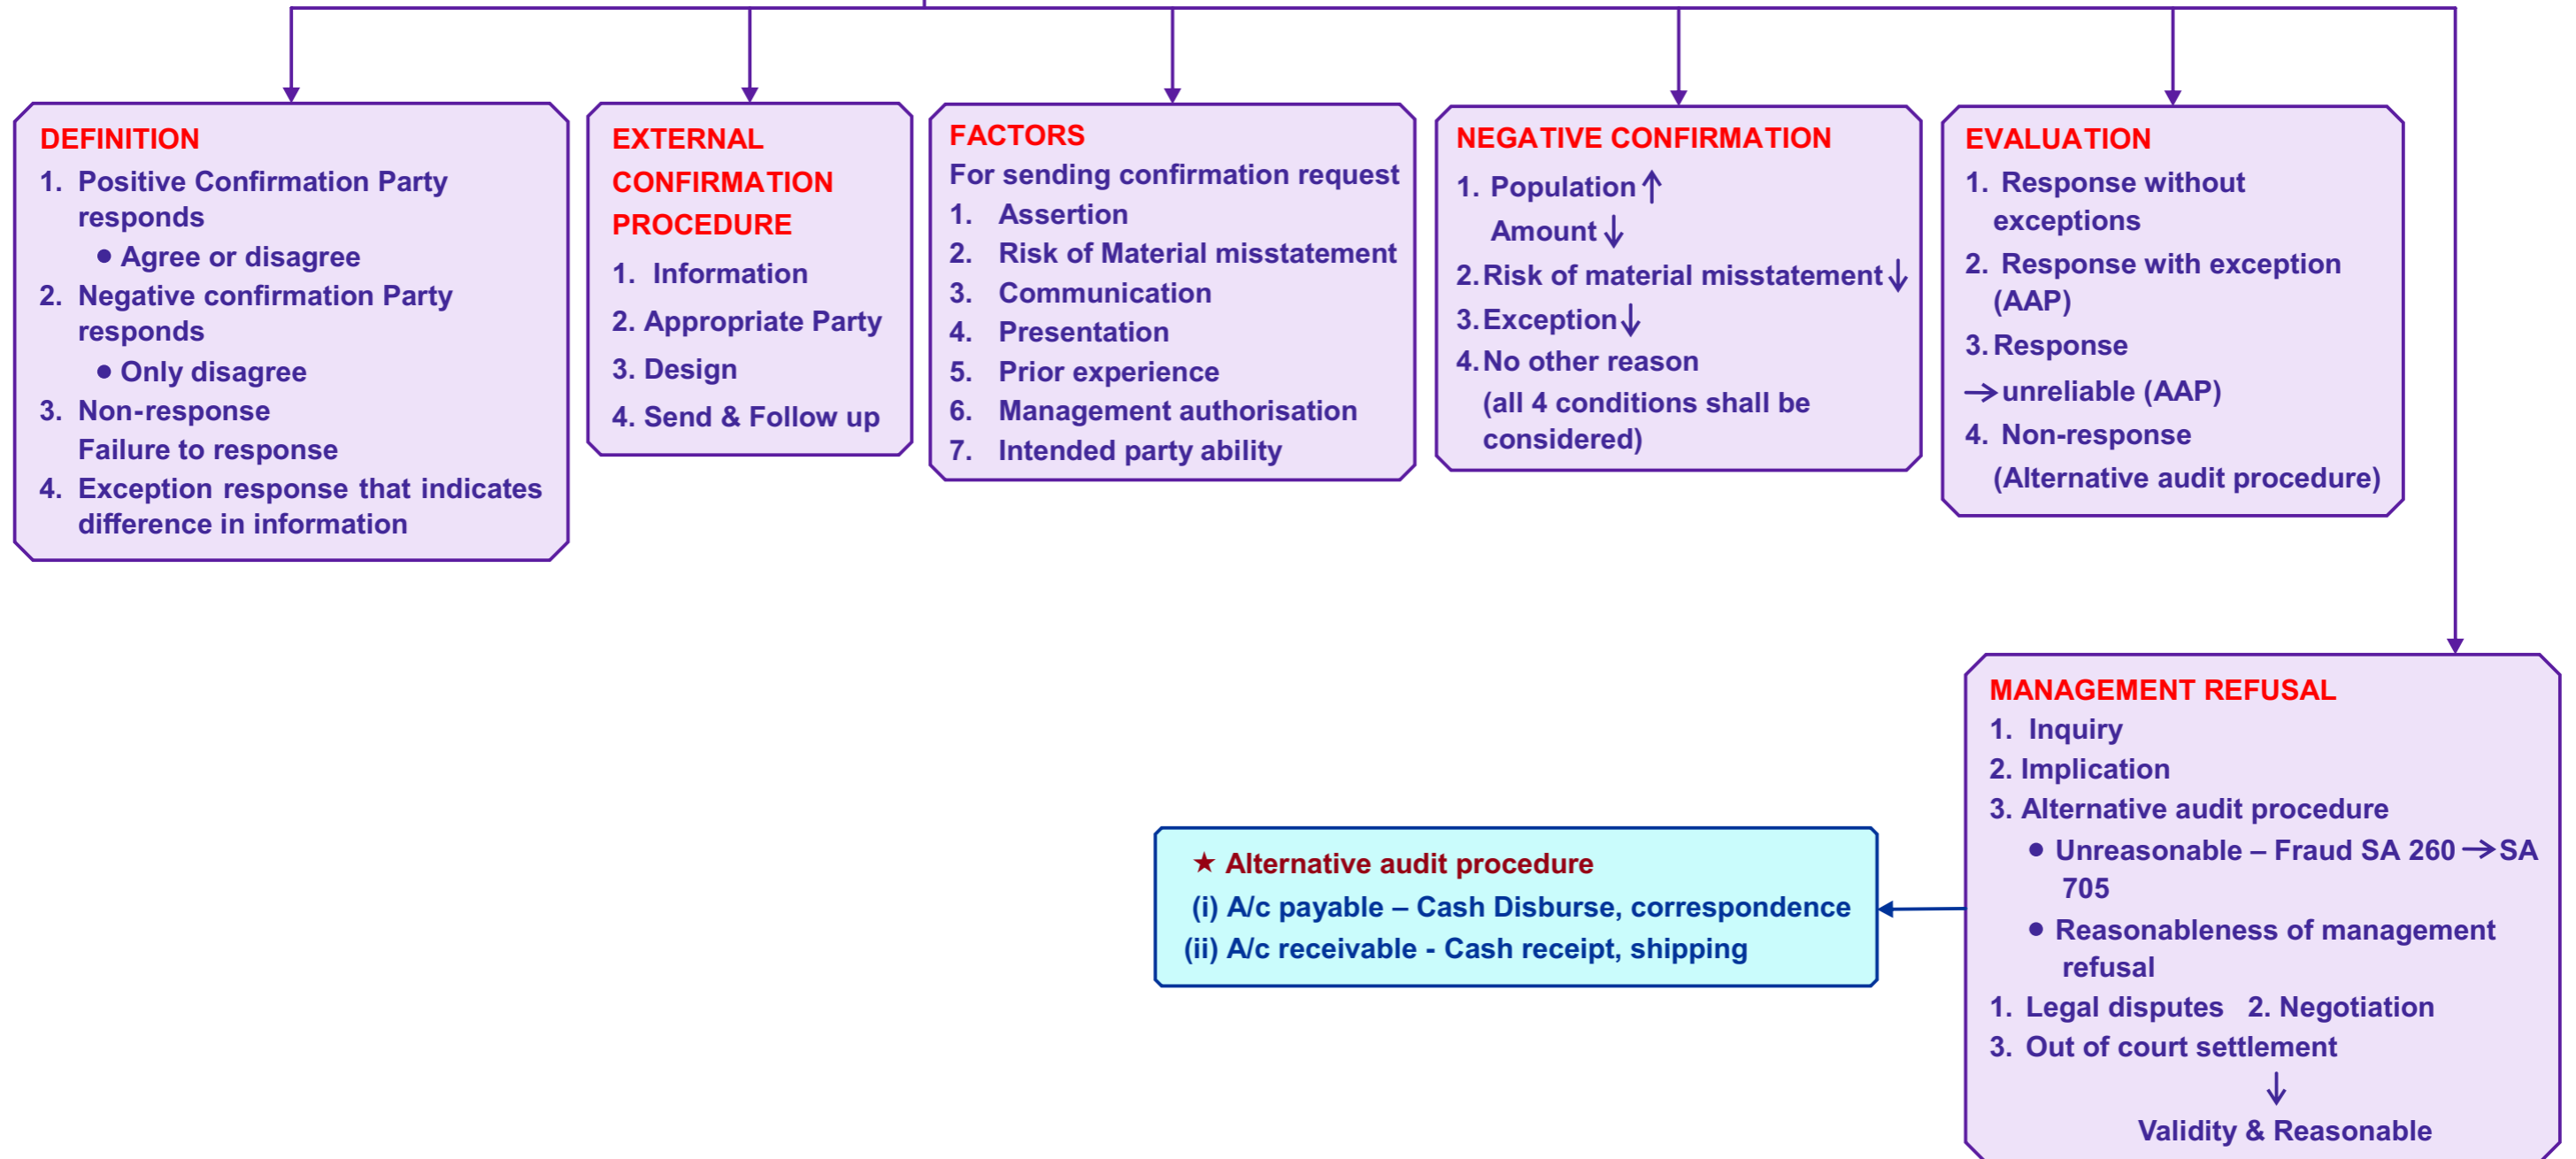 DEFINITION
1. Positive Confirmation Party
responds
● Agree or disagree
2. Negative confirmation Party
responds
● Only disagree
3. Non-response
Failure to response
4. Exception response that indicates
difference in information
EXTERNAL
CONFIRMATION
PROCEDURE
1. Information
2. Appropriate Party
3. Design
4. Send & Follow up
FACTORS
For sending confirmation request
1. Assertion
2. Risk of Material misstatement
3. Communication
4. Presentation
5. Prior experience
6. Management authorisation
7. Intended party ability
NEGATIVE CONFIRMATION
1. Population ↑
Amount ↓
2. Risk of material misstatement ↓
3. Exception ↓
4. No other reason
(all 4 conditions shall be
considered)
EVALUATION
1. Response without
exceptions
2. Response with exception
(AAP)
3. Response
→ unreliable (AAP)
4. Non-response
(Alternative audit procedure)
MANAGEMENT REFUSAL
1. Inquiry
2. Implication
3. Alternative audit procedure
● Unreasonable – Fraud SA 260 → SA
705
● Reasonableness of management
refusal
1. Legal disputes 2. Negotiation
3. Out of court settlement
↓
Validity & Reasonable
★ Alternative audit procedure
(i) A/c payable – Cash Disburse, correspondence
(ii) A/c receivable - Cash receipt, shipping